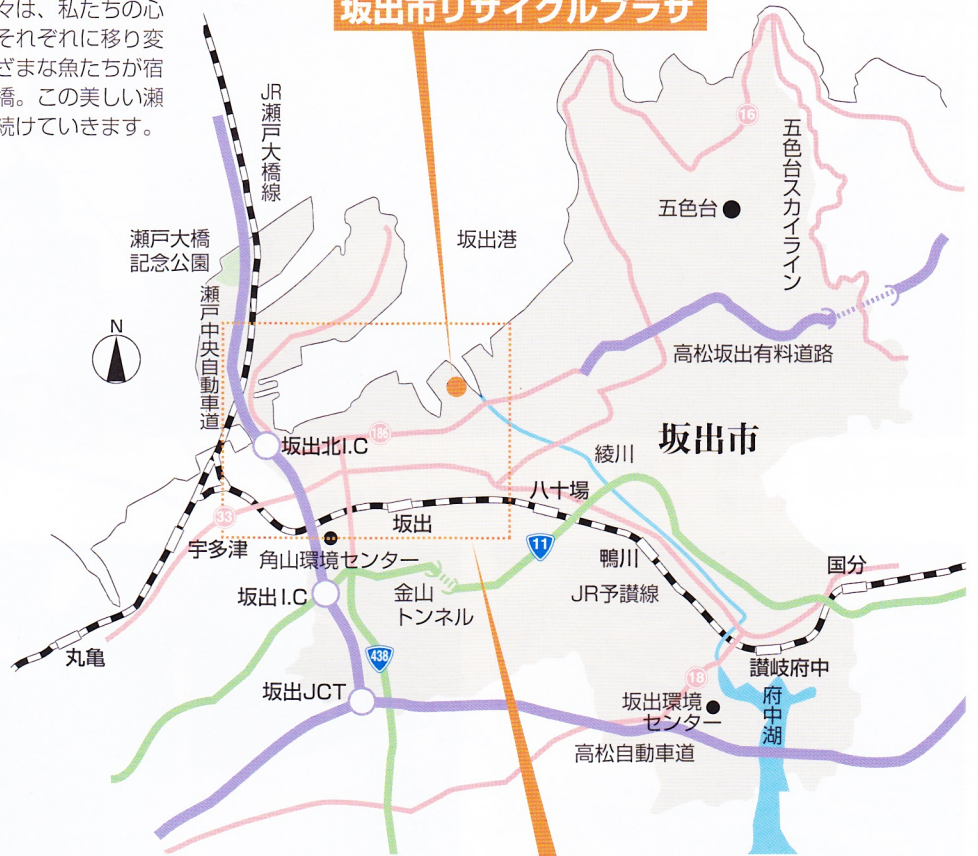 々は、私たちの心
それぞれに移り変
ざまな魚たちが宿
橋。この美しい瀬
続けていきます。
坂出市リサイクルプラザ
JR瀬戸大橋線
16
五色台スカイライン
五色台
坂出港
瀬戸大橋
記念公園
瀬戸中央自動車道
N
高松坂出有料道路
坂出北I.C
186
坂出市
綾川
八十場
33
坂出
11
宇多津
角山環境センター
鴨川
国分
坂出I.C
金山
トンネル
JR予讃線
丸亀
438
讃岐府中
18
坂出JCT
坂出環境
センター
府中湖
高松自動車道